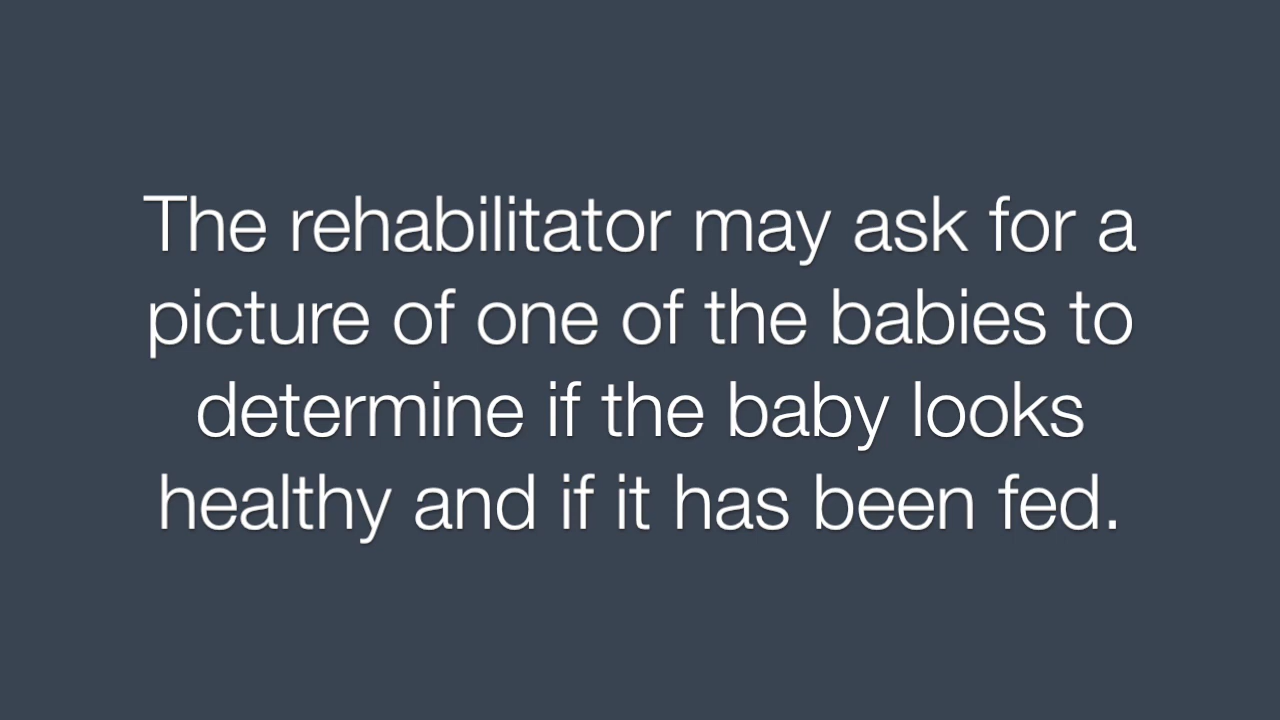 The rehabilitator may ask for a
picture of one of the babies to
determine if the baby looks
healthy and if it has been fed.